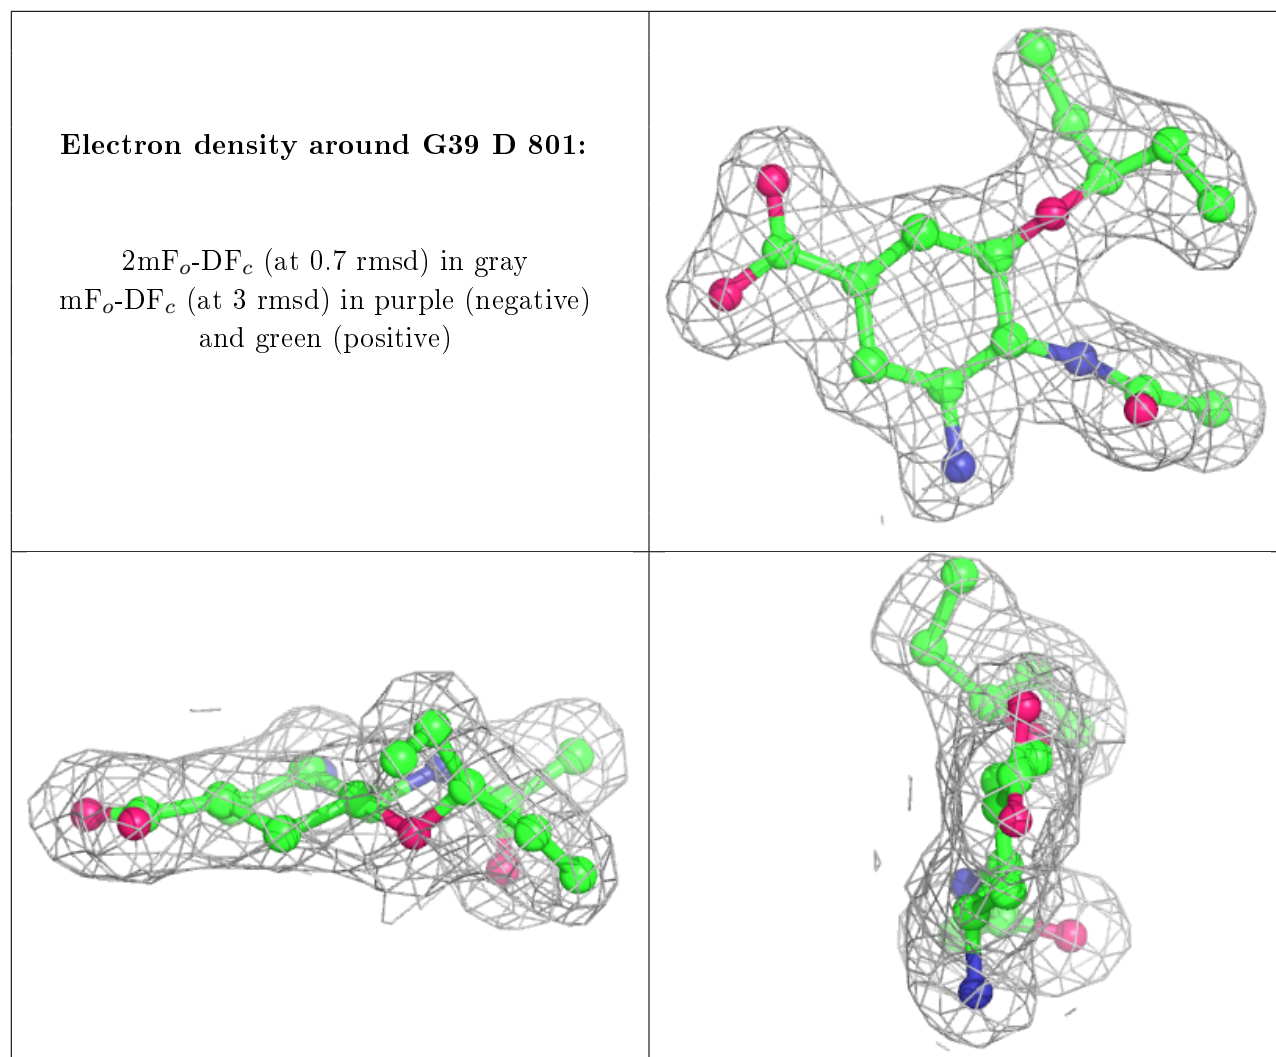 Electron density around G39 D 801:
2mFo-DFc (at 0.7 rmsd) in gray
mFo-DFc (at 3 rmsd) in purple (negative)
and green (positive)